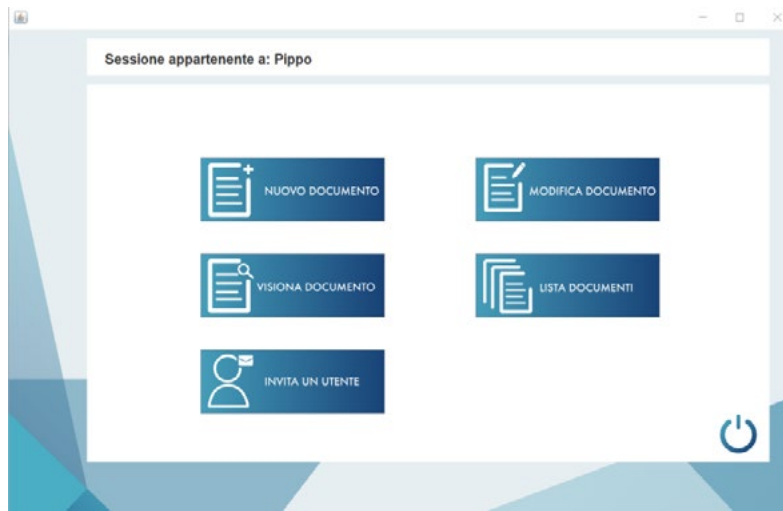 Sessione appartenente a: Pippo
NUOVO DOCUMENTO
MODIFICA DOCUMENTO
VISIONA DOCUMENTO
LISTA DOCUMENTI
INVITA UN UTENTE